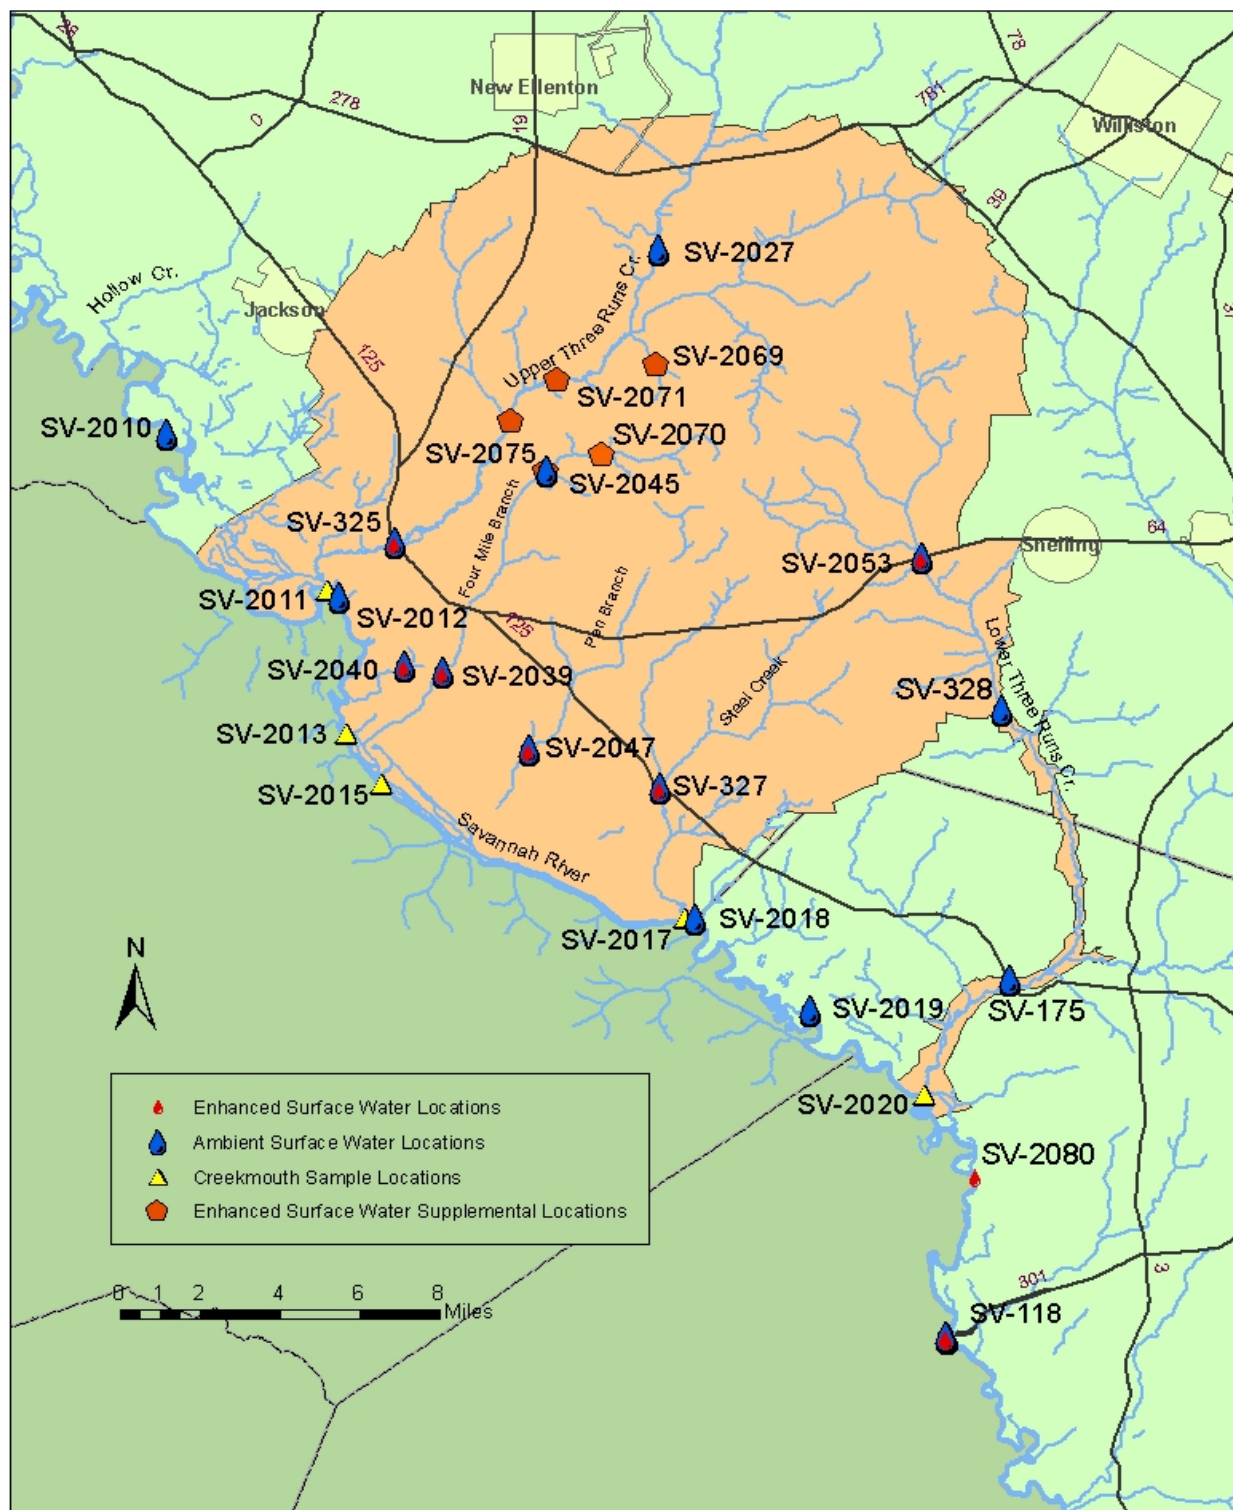 28
78
New Ellenton
278
781
0
19
Williston
39
SV-2027
Hollow Cr.
Jackson
Upper Three Runs Cr.
125
SV-2069
SV-2071
SV-2010
SV-2070
SV-2075
SV-2045
SV-325
Four Mile Branch
64
Snelling
SV-2053
SV-2011
SV-2012
125
Pen Branch
Lower Three Runs Cr.
SV-2040
SV-2039
Steel Creek
SV-328
SV-2013
SV-2047
SV-2015
SV-327
Savannah River
SV-2017
SV-2018
N
SV-2019
SV-175
SV-2020
Enhanced Surface Water Locations
Ambient Surface Water Locations
Creekmouth Sample Locations
Enhanced Surface Water Supplemental Locations
SV-2080
301
3
0 1 2 4 6 8
Miles
SV-118